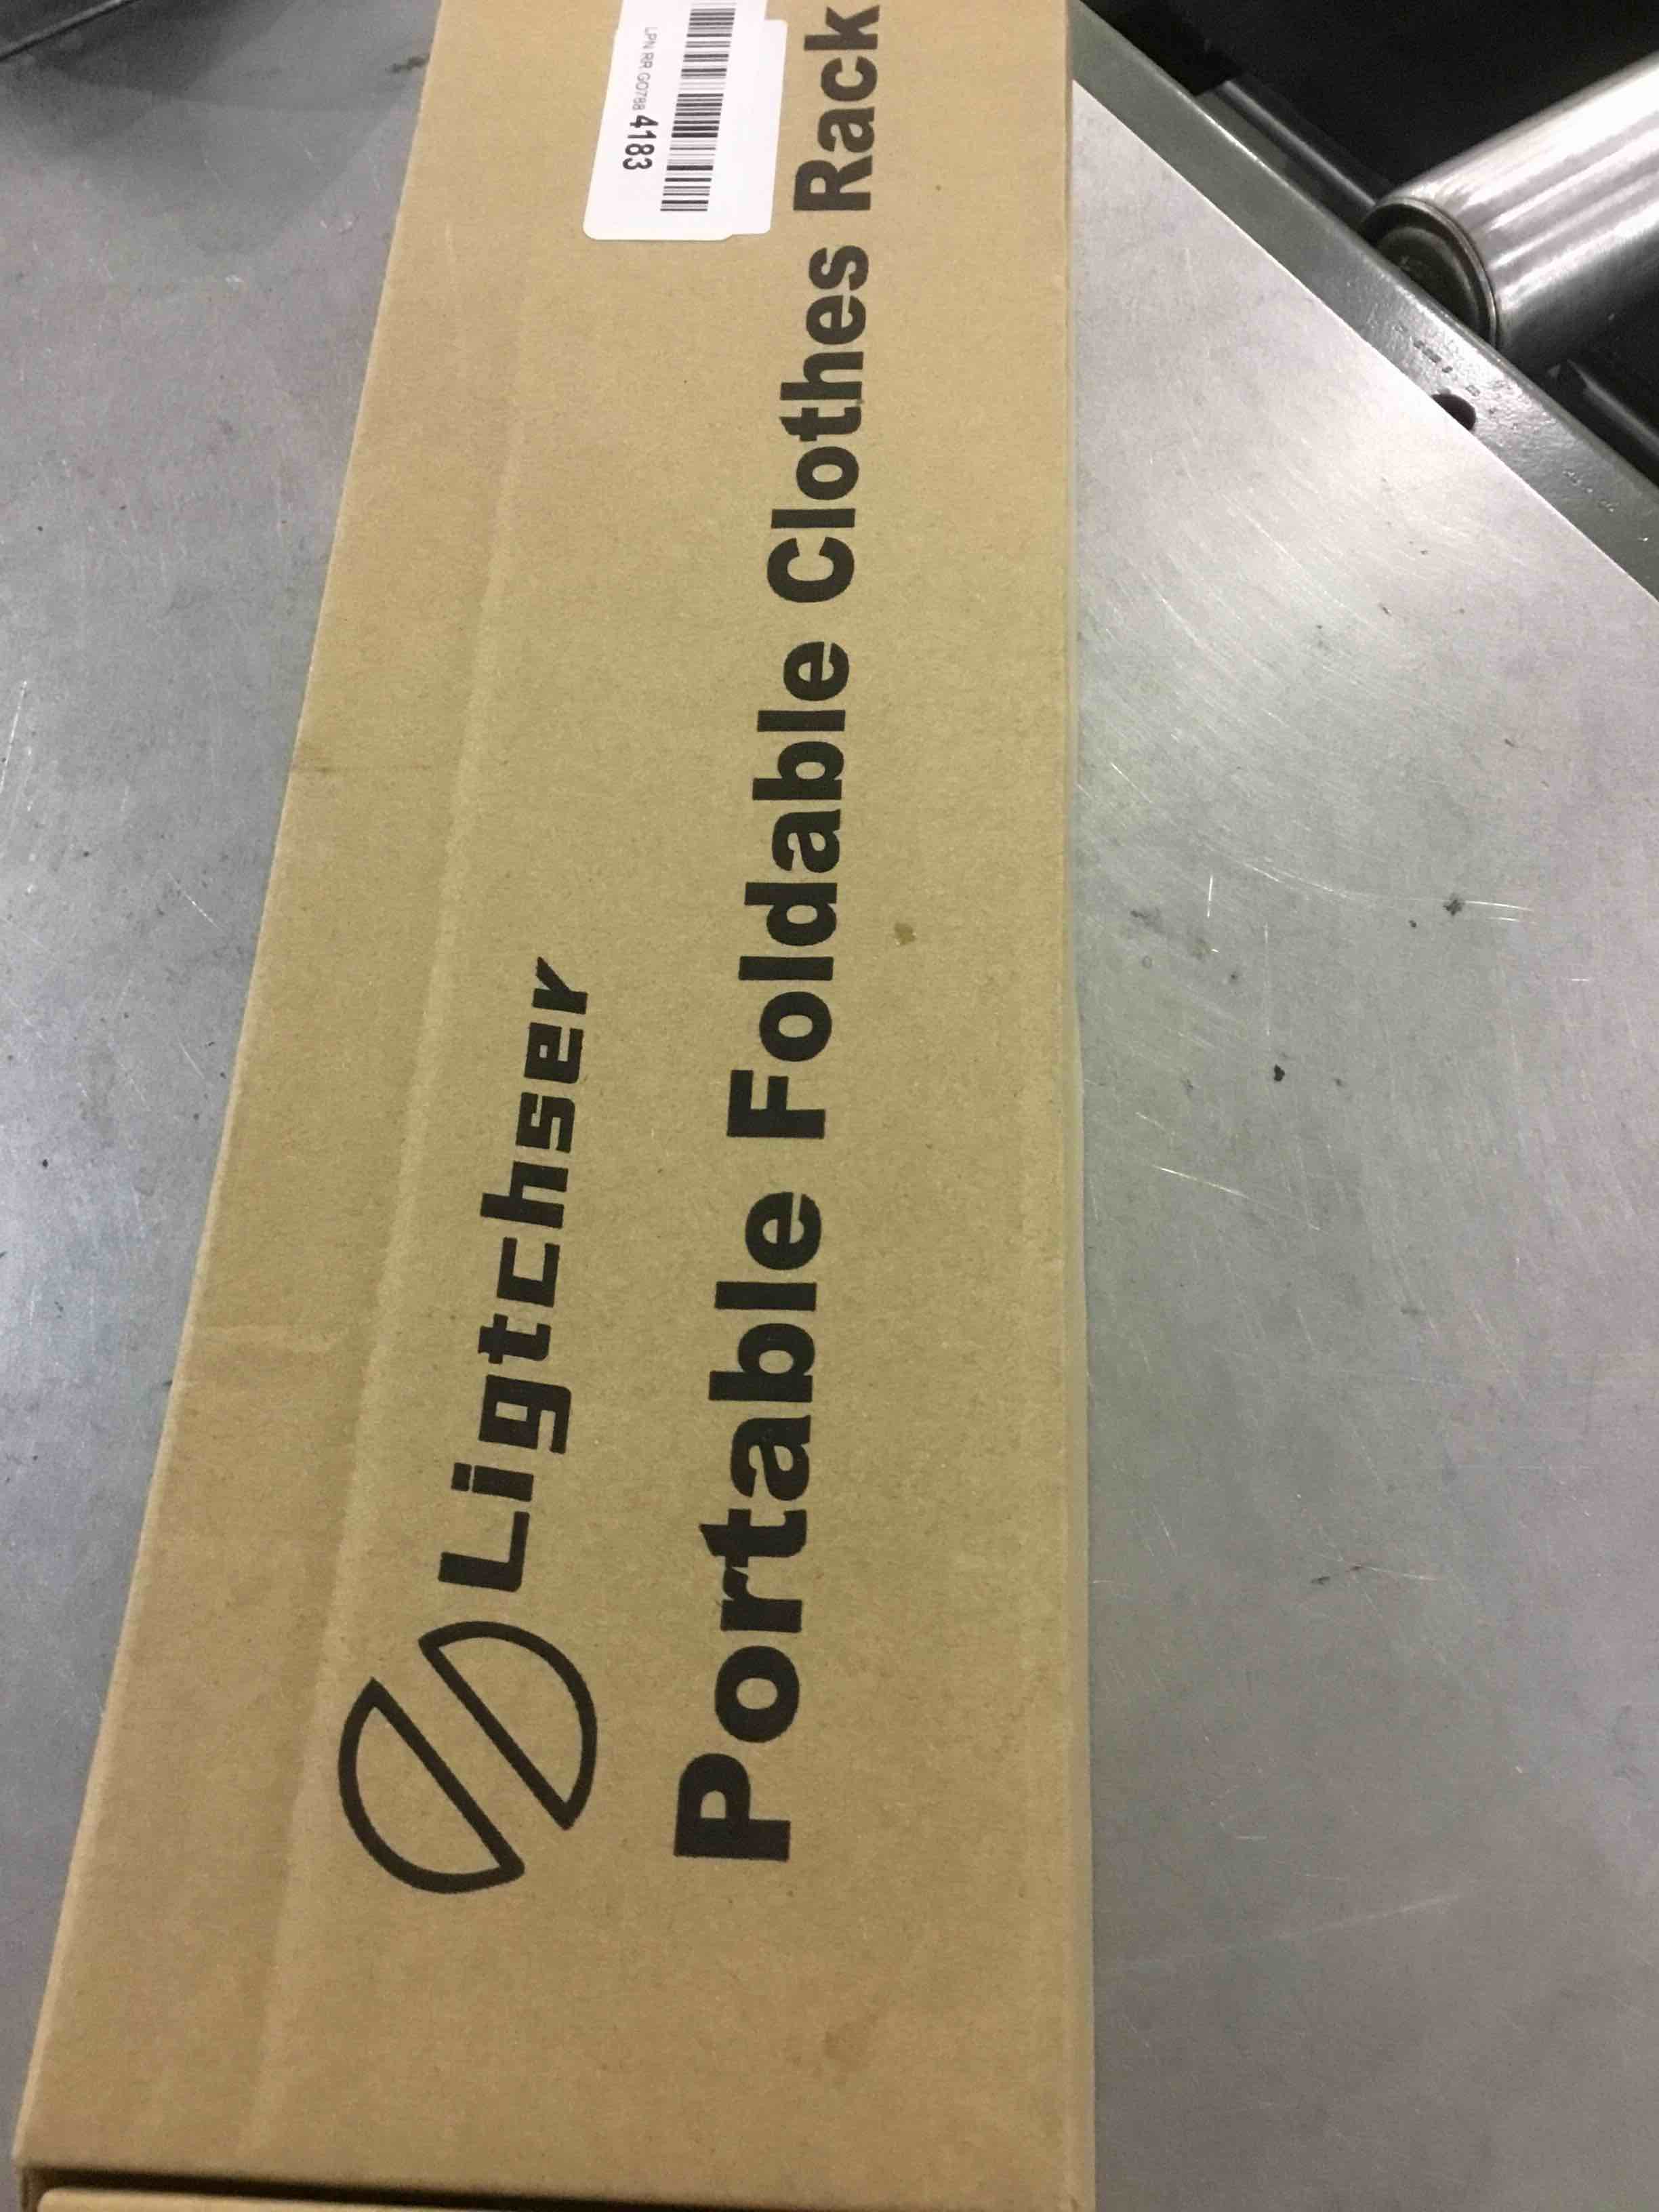 Ligtchser
Portable Foldable Clothes Rack
LPN RR GO788 4183